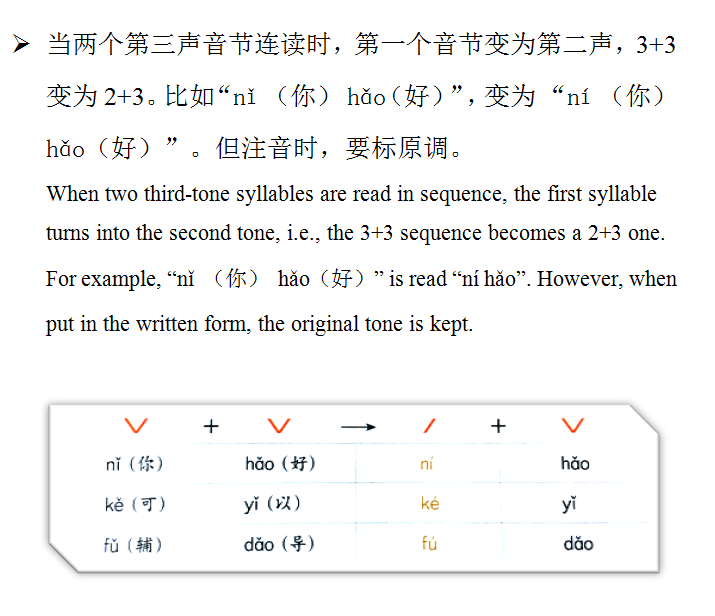 ➢ 当两个第三声音节连读时，第一个音节变为第二声，3+3
变为 2+3。比如“nǐ （你） hǎo（好）”，变为 “ní （你）
hǎo（好）” 。但注音时，要标原调。
When two third-tone syllables are read in sequence, the first syllable
turns into the second tone, i.e., the 3+3 sequence becomes a 2+3 one.
For example, “nǐ （你） hǎo（好）” is read “ní hǎo”. However, when
put in the written form, the original tone is kept.
ˇ + ˇ → ˊ + ˇ
nǐ（你） hǎo（好） ní hǎo
kě（可） yǐ（以） ké yǐ
fǔ（辅） dǎo（导） fú dǎo